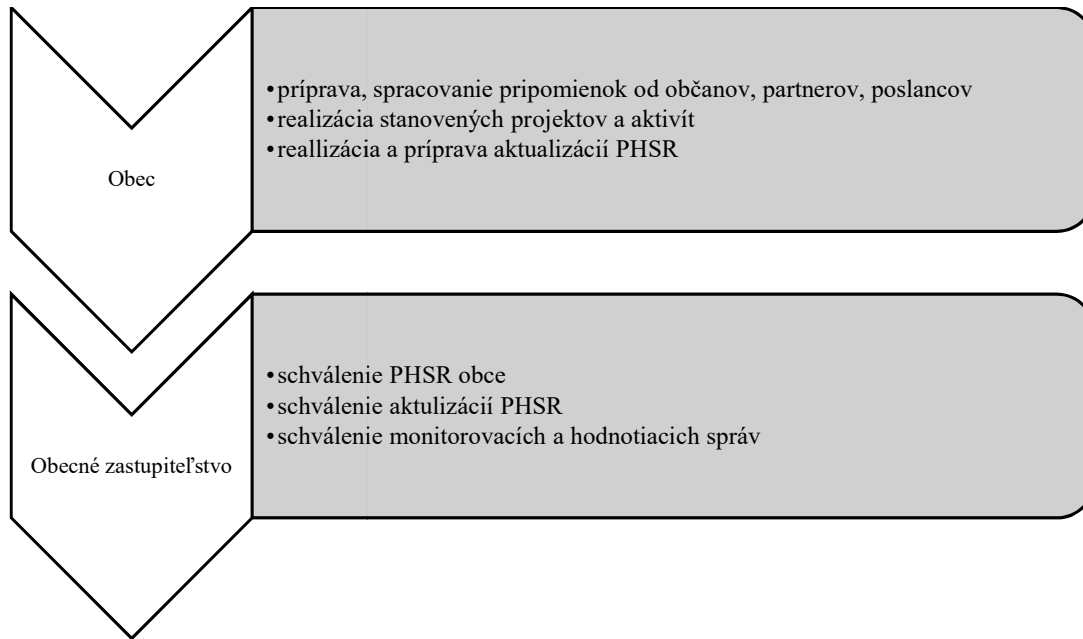 •príprava, spracovanie pripomienok od občanov, partnerov, poslancov
•realizácia stanovených projektov a aktivít
•reallizácia a príprava aktualizácií PHSR
Obec
•schválenie PHSR obce
•schválenie aktulizácií PHSR
•schválenie monitorovacích a hodnotiacich správ
Obecné zastupiteľstvo